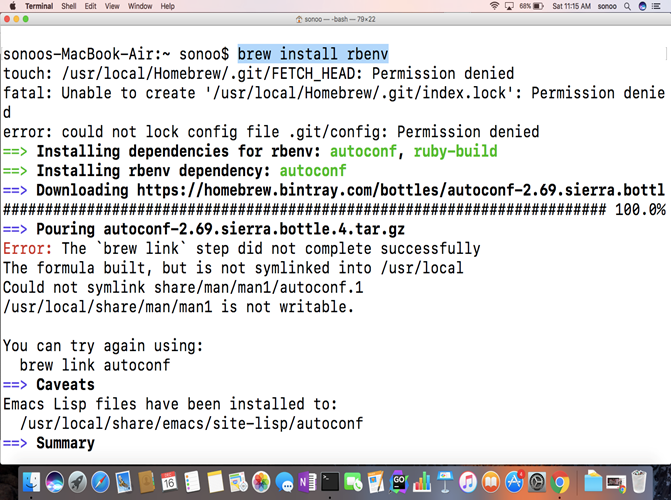 Terminal Shell Edit View Window Help 68% Sat 11:15 AM sonoo
sonoo — -bash — 79×22
sonoos-MacBook-Air:~ sonoo$ brew install rbenv
touch: /usr/local/Homebrew/.git/FETCH_HEAD: Permission denied
fatal: Unable to create '/usr/local/Homebrew/.git/index.lock': Permission denie
d
error: could not lock config file .git/config: Permission denied
==> Installing dependencies for rbenv: autoconf, ruby-build
==> Installing rbenv dependency: autoconf
==> Downloading https://homebrew.bintray.com/bottles/autoconf-2.69.sierra.bottl
######################################################################## 100.0%
==> Pouring autoconf-2.69.sierra.bottle.4.tar.gz
Error: The `brew link` step did not complete successfully
The formula built, but is not symlinked into /usr/local
Could not symlink share/man/man1/autoconf.1
/usr/local/share/man/man1 is not writable.
You can try again using:
brew link autoconf
==> Caveats
Emacs Lisp files have been installed to:
/usr/local/share/emacs/site-lisp/autoconf
==> Summary
16
GO